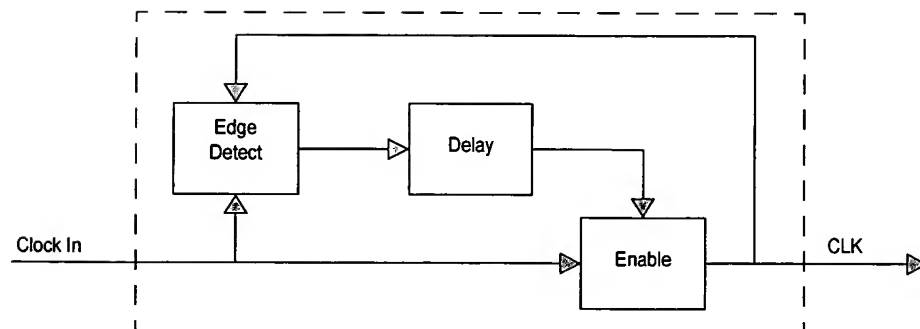 Edge
Detect
Delay
Clock In
Enable
CLK